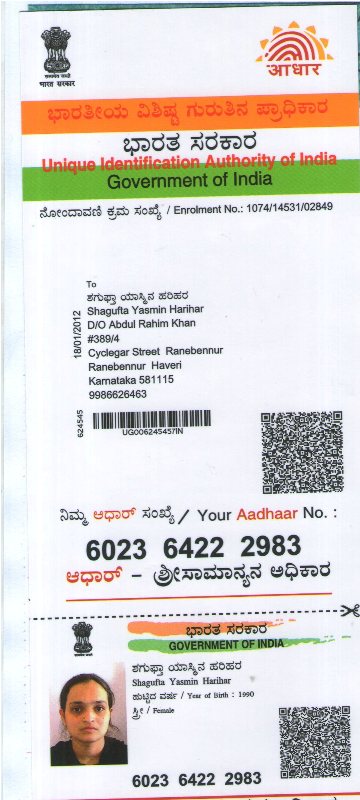 सत्यमेव जयते
भारत सरकार
आधार
ಭಾರತೀಯ ವಿಶಿಷ್ಟ ಗುರುತಿನ ಪ್ರಾಧಿಕಾರ
ಭಾರತ ಸರಕಾರ
Unique Identification Authority of India
Government of India
ನೋಂದಾವಣಿ ಕ್ರಮ ಸಂಖ್ಯೆ / Enrolment No.: 1074/14531/02849
18/01/2012
To
ಶಗುಫ್ತಾ ಯಾಸ್ಮಿನ ಹರಿಹರ
Shagufta Yasmin Harihar
D/O Abdul Rahim Khan
#389/4
Cyclegar Street Ranebennur
Ranebennur Haveri
Karnataka 581115
9986626463
624545
UG006245457IN
ನಿಮ್ಮ ಆಧಾರ್ ಸಂಖ್ಯೆ / Your Aadhaar No. :
6023 6422 2983
ಆಧಾರ್ - ಶ್ರೀಸಾಮಾನ್ಯನ ಅಧಿಕಾರ
ಭಾರತ ಸರಕಾರ
GOVERNMENT OF INDIA
ಶಗುಫ್ತಾ ಯಾಸ್ಮಿನ ಹರಿಹರ
Shagufta Yasmin Harihar
ಹುಟ್ಟಿದ ವರ್ಷ / Year of Birth : 1990
ಸ್ತ್ರೀ / Female
6023 6422 2983